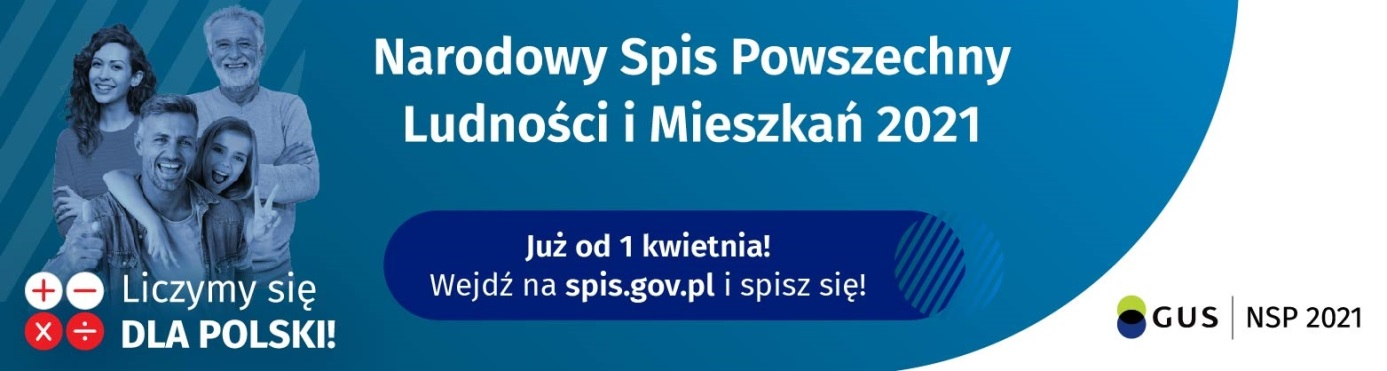 Narodowy Spis Powszechny
Ludności i Mieszkań 2021
Już od 1 kwietnia!
Wejdź na spis.gov.pl i spisz się!
Liczymy się
DLA POLSKI!
GUS | NSP 2021